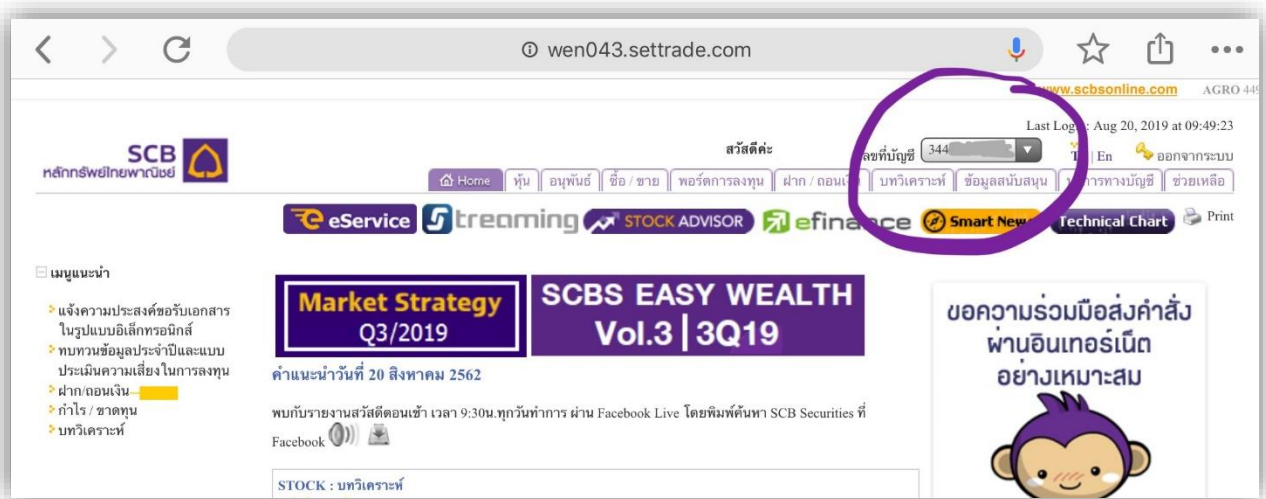 wen043.settrade.com
www.scbsonline.com AGRO 449
Last Login: Aug 20, 2019 at 09:49:23
SCB
หลักทรัพย์ไทยพาณิชย์
สวัสดีค่ะ เลขที่บัญชี 344 | En ออกจากระบบ
Home หุ้น อนุพันธ์ ซื้อ / ขาย พอร์ตการลงทุน ฝาก / ถอนเงิน บทวิเคราะห์ ข้อมูลสนับสนุน บริการทางบัญชี ช่วยเหลือ
eService Streaming STOCK ADVISOR efinance Smart News Technical Chart Print
เมนูแนะนำ
แจ้งความประสงค์ขอรับเอกสาร
ในรูปแบบอิเล็กทรอนิกส์
ทบทวนข้อมูลประจำปีและแบบ
ประเมินความเสี่ยงในการลงทุน
ฝาก/ถอนเงิน
กำไร / ขาดทุน
บทวิเคราะห์
Market Strategy
Q3/2019
SCBS EASY WEALTH
Vol.3 | 3Q19
คำแนะนำวันที่ 20 สิงหาคม 2562
พบกับรายงานสวัสดีตอนเช้า เวลา 9:30น.ทุกวันทำการ ผ่าน Facebook Live โดยพิมพ์ค้นหา SCB Securities ที่
Facebook
STOCK : บทวิเคราะห์
ขอความร่วมมือส่งคำสั่ง
ผ่านอินเทอร์เน็ต
อย่างเหมาะสม